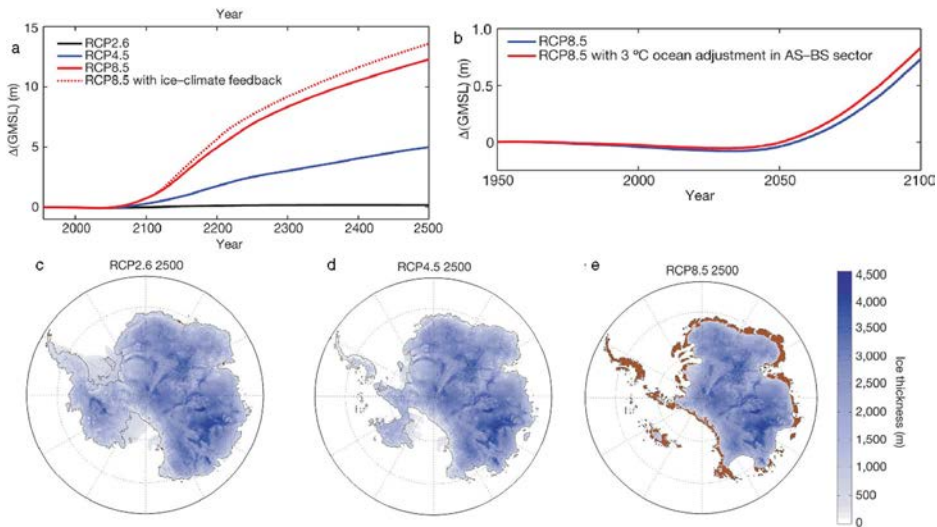 Year
a
15
10
5
0
Δ(GMSL) (m)
RCP2.6
RCP4.5
RCP8.5
RCP8.5 with ice–climate feedback
2000 2100 2200 2300 2400 2500
Year
b
1.0
0.5
0
Δ(GMSL) (m)
RCP8.5
RCP8.5 with 3 ºC ocean adjustment in AS–BS sector
1950 2000 2050 2100
Year
c
RCP2.6 2500
d
RCP4.5 2500
e
RCP8.5 2500
4,500
4,000
3,500
3,000
2,500
2,000
1,500
1,000
500
0
Ice thickness (m)